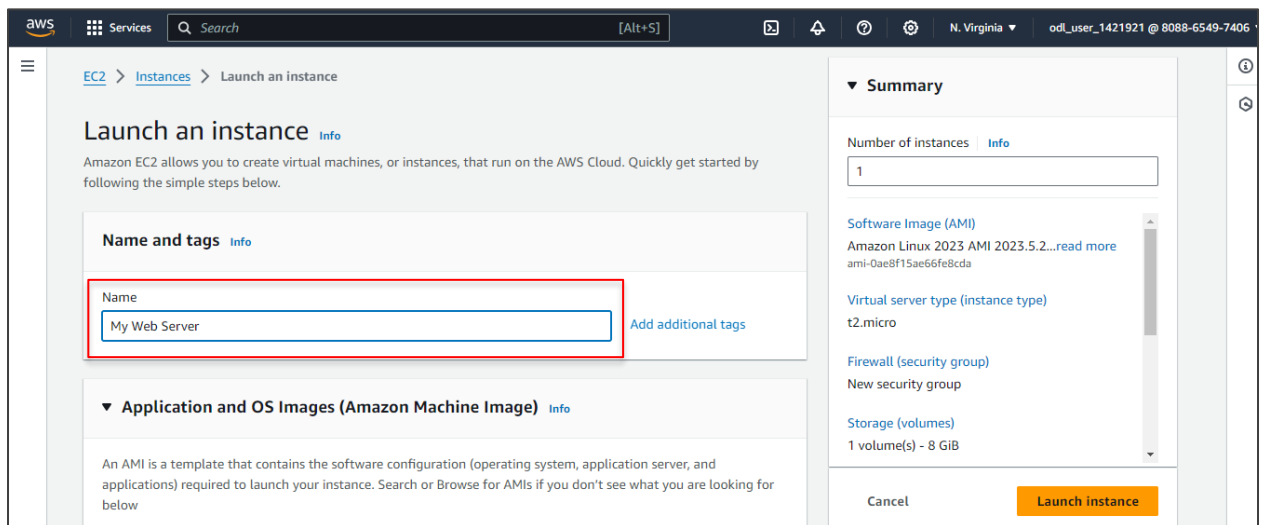 aws
Services
Search
[Alt+S]
N. Virginia
odl_user_1421921 @ 8088-6549-7406
EC2 > Instances > Launch an instance
Launch an instance Info
Amazon EC2 allows you to create virtual machines, or instances, that run on the AWS Cloud. Quickly get started by
following the simple steps below.
Name and tags Info
Name
My Web Server
Add additional tags
Application and OS Images (Amazon Machine Image) Info
An AMI is a template that contains the software configuration (operating system, application server, and
applications) required to launch your instance. Search or Browse for AMIs if you don't see what you are looking for
below
Summary
Number of instances Info
1
Software Image (AMI)
Amazon Linux 2023 AMI 2023.5.2...read more
ami-0ae8f15ae66fe8cda
Virtual server type (instance type)
t2.micro
Firewall (security group)
New security group
Storage (volumes)
1 volume(s) - 8 GiB
Cancel
Launch instance